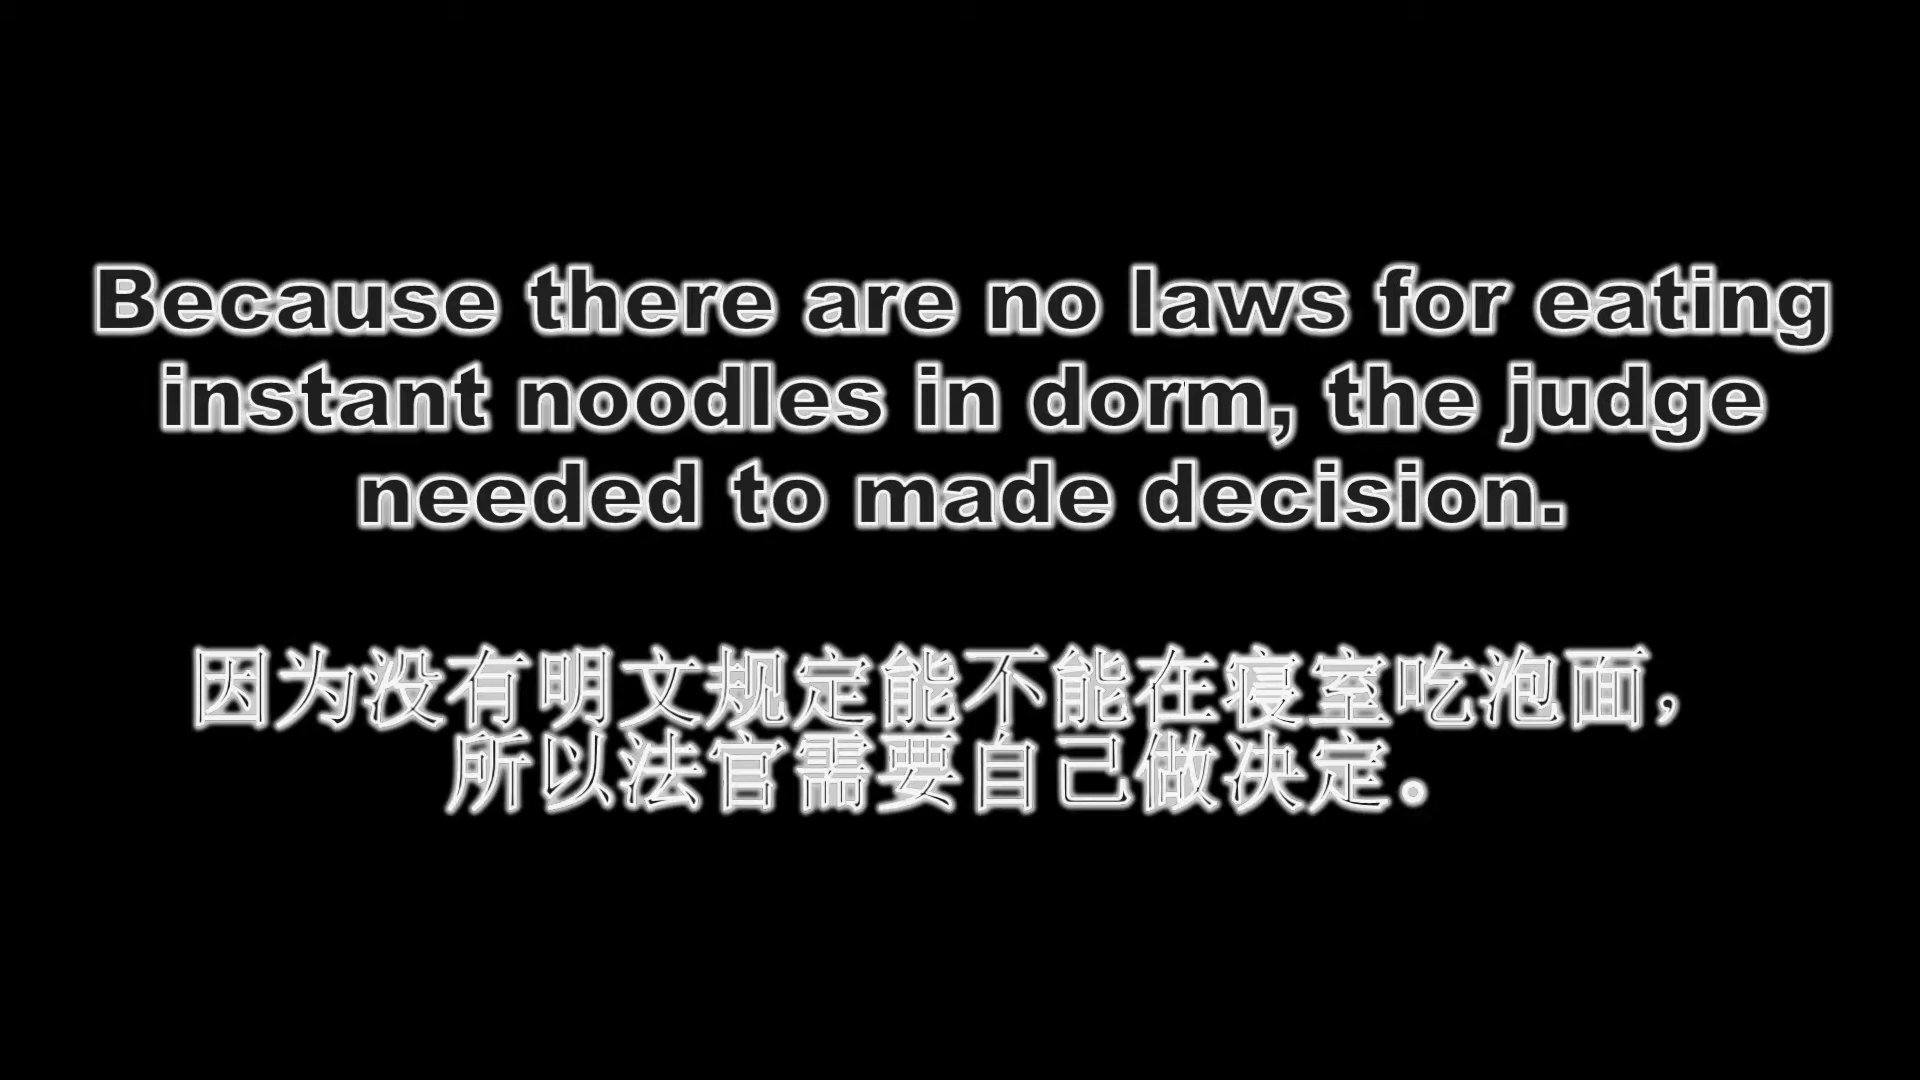 Because there are no laws for eating
instant noodles in dorm, the judge
needed to made decision.
因为没有明文规定能不能在寝室吃泡面，
所以法官需要自己做决定。